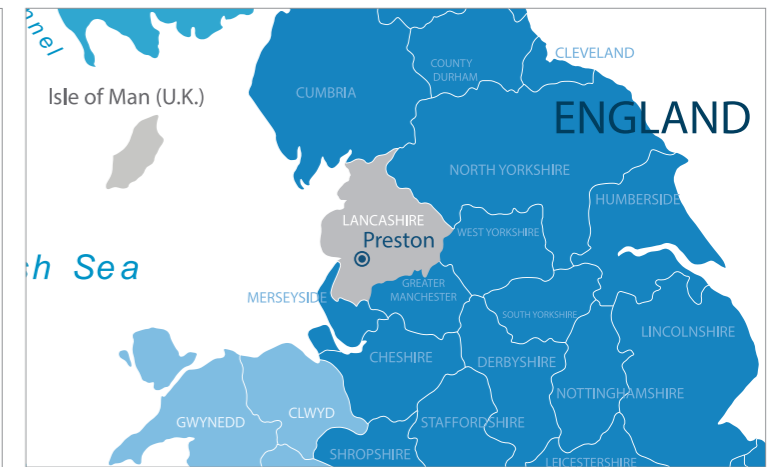 nnel
CLEVELAND
COUNTY
DURHAM
CUMBRIA
Isle of Man (U.K.)
ENGLAND
NORTH YORKSHIRE
HUMBERSIDE
LANCASHIRE
Preston
WEST YORKSHIRE
h Sea
GREATER
MANCHESTER
MERSEYSIDE
SOUTH YORKSHIRE
LINCOLNSHIRE
CHESHIRE
DERBYSHIRE
NOTTINGHAMSHIRE
CLWYD
GWYNEDD
STAFFORDSHIRE
SHROPSHIRE
LEICESTERSHIRE